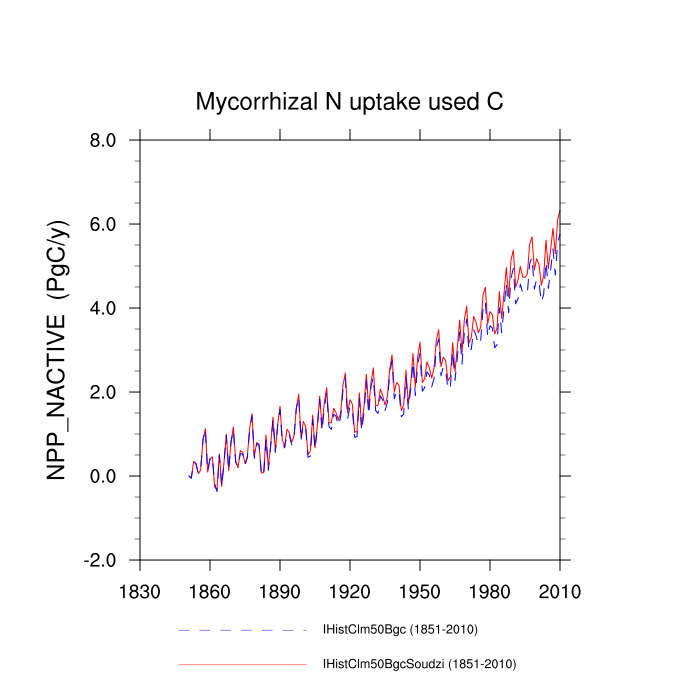 Mycorrhizal N uptake used C
NPP_NACTIVE (PgC/y)
8.0
6.0
4.0
2.0
0.0
-2.0
1830 1860 1890 1920 1950 1980 2010
IHistClm50Bgc (1851-2010)
IHistClm50BgcSoudzi (1851-2010)